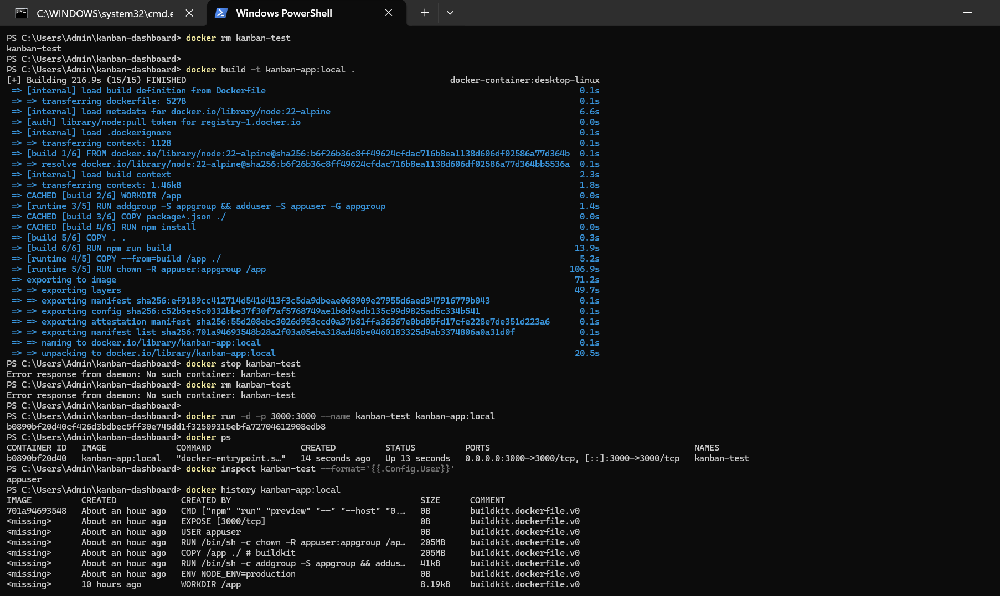 C:\WINDOWS\system32\cmd.e
Windows PowerShell
PS C:\Users\Admin\kanban-dashboard> docker rm kanban-test
kanban-test
PS C:\Users\Admin\kanban-dashboard>
PS C:\Users\Admin\kanban-dashboard> docker build -t kanban-app:local .
[+] Building 216.9s (15/15) FINISHED docker-container:desktop-linux
=> [internal] load build definition from Dockerfile 0.1s
=> => transferring dockerfile: 527B 0.1s
=> [internal] load metadata for docker.io/library/node:22-alpine 6.6s
=> [auth] library/node:pull token for registry-1.docker.io 0.0s
=> [internal] load .dockerignore 0.1s
=> => transferring context: 112B 0.1s
=> [build 1/6] FROM docker.io/library/node:22-alpine@sha256:b6f26b36c8ff49624cfdac716b8ea1138d606df02586a77d364b 0.1s
=> => resolve docker.io/library/node:22-alpine@sha256:b6f26b36c8ff49624cfdac716b8ea1138d606df02586a77d364bb5536a 0.1s
=> [internal] load build context 2.3s
=> => transferring context: 1.46kB 1.8s
=> CACHED [build 2/6] WORKDIR /app 0.0s
=> [runtime 3/5] RUN addgroup -S appgroup && adduser -S appuser -G appgroup 1.4s
=> CACHED [build 3/6] COPY package*.json ./ 0.0s
=> CACHED [build 4/6] RUN npm install 0.0s
=> [build 5/6] COPY . . 0.3s
=> [build 6/6] RUN npm run build 13.9s
=> [runtime 4/5] COPY --from=build /app ./ 5.2s
=> [runtime 5/5] RUN chown -R appuser:appgroup /app 106.9s
=> exporting to image 71.2s
=> => exporting layers 49.7s
=> => exporting manifest sha256:ef9189cc412714d541d413f3c5da9dbeae068909e27955d6aed347916779b043 0.1s
=> => exporting config sha256:c52b5ee5c0332bbe37f30f7af5768749ae1b8d9adb135c99d9825ad5c334b541 0.1s
=> => exporting attestation manifest sha256:55d208ebc3026d953ccd0a37b81ffa36367e0bd05fd17cfe228e7de351d223a6 0.1s
=> => exporting manifest list sha256:701a94693548b28a2f03a05eba318ad48be0460183325d9ab3374806a0a31d0f 0.1s
=> => naming to docker.io/library/kanban-app:local 0.1s
=> => unpacking to docker.io/library/kanban-app:local 20.5s
PS C:\Users\Admin\kanban-dashboard> docker stop kanban-test
Error response from daemon: No such container: kanban-test
PS C:\Users\Admin\kanban-dashboard> docker rm kanban-test
Error response from daemon: No such container: kanban-test
PS C:\Users\Admin\kanban-dashboard>
PS C:\Users\Admin\kanban-dashboard> docker run -d -p 3000:3000 --name kanban-test kanban-app:local
b0890bf20d40cf426d3bdbec5ff30e745dd1f32509315ebfa72704612908edb8
PS C:\Users\Admin\kanban-dashboard> docker ps
CONTAINER ID IMAGE COMMAND CREATED STATUS PORTS NAMES
b0890bf20d40 kanban-app:local "docker-entrypoint.s…" 14 seconds ago Up 13 seconds 0.0.0.0:3000->3000/tcp, [::]:3000->3000/tcp kanban-test
PS C:\Users\Admin\kanban-dashboard> docker inspect kanban-test --format='{{.Config.User}}'
appuser
PS C:\Users\Admin\kanban-dashboard> docker history kanban-app:local
IMAGE CREATED CREATED BY SIZE COMMENT
701a94693548 About an hour ago CMD ["npm" "run" "preview" "--" "--host" "0.… 0B buildkit.dockerfile.v0
<missing> About an hour ago EXPOSE [3000/tcp] 0B buildkit.dockerfile.v0
<missing> About an hour ago USER appuser 0B buildkit.dockerfile.v0
<missing> About an hour ago RUN /bin/sh -c chown -R appuser:appgroup /ap… 205MB buildkit.dockerfile.v0
<missing> About an hour ago COPY /app ./ # buildkit 205MB buildkit.dockerfile.v0
<missing> About an hour ago RUN /bin/sh -c addgroup -S appgroup && addus… 41kB buildkit.dockerfile.v0
<missing> About an hour ago ENV NODE_ENV=production 0B buildkit.dockerfile.v0
<missing> 10 hours ago WORKDIR /app 8.19kB buildkit.dockerfile.v0